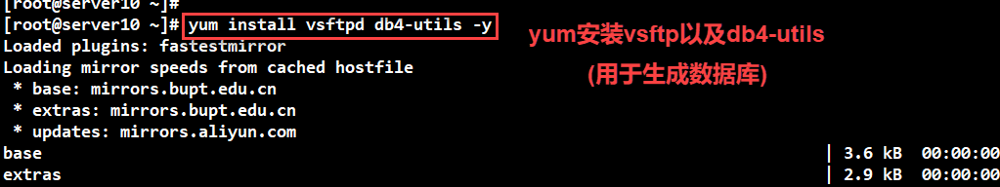 [root@server10 ~]#
[root@server10 ~]# yum install vsftpd db4-utils -y
yum安装vsftp以及db4-utils
(用于生成数据库)
Loaded plugins: fastestmirror
Loading mirror speeds from cached hostfile
 * base: mirrors.bupt.edu.cn
 * extras: mirrors.bupt.edu.cn
 * updates: mirrors.aliyun.com
base | 3.6 kB 00:00:00
extras | 2.9 kB 00:00:00